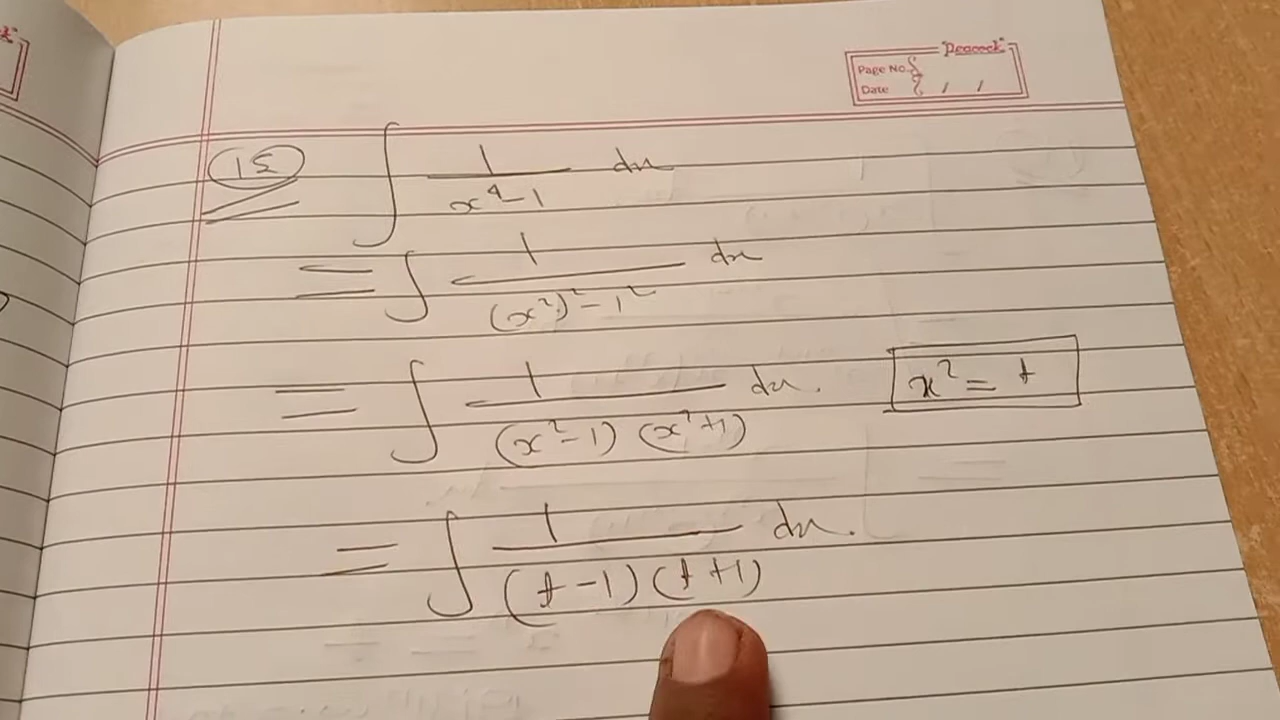 "Peacock"
Page No.
Date / /
15 ∫ 1/(x⁴-1) dx
= ∫ 1/((x²)²-1²) dx
= ∫ 1/((x²-1)(x²+1)) dx. x² = t
= ∫ 1/((t-1)(t+1)) dx.